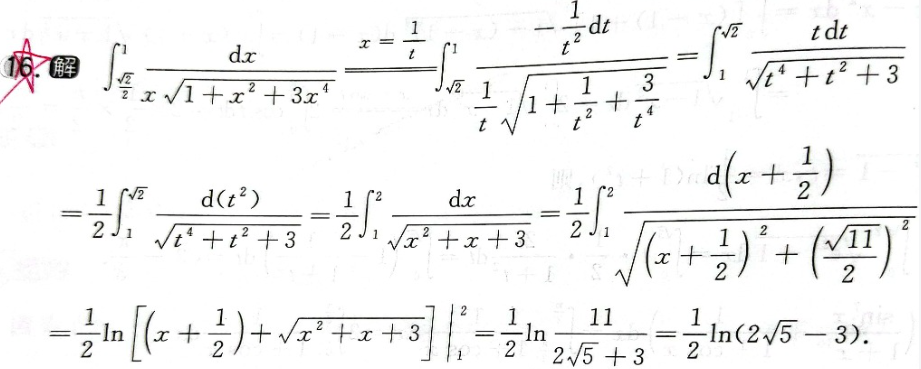 16. 解 $\int_{\frac{\sqrt{2}}{2}}^{1} \frac{dx}{x\sqrt{1+x^2+3x^4}} \xlongequal{x=\frac{1}{t}} \int_{\sqrt{2}}^{1} \frac{\frac{1}{t^2}dt}{\frac{1}{t}\sqrt{1+\frac{1}{t^2}+\frac{3}{t^4}}} = \int_{1}^{\sqrt{2}} \frac{t\,dt}{\sqrt{t^4+t^2+3}}$
$= \frac{1}{2}\int_{1}^{\sqrt{2}} \frac{d(t^2)}{\sqrt{t^4+t^2+3}} = \frac{1}{2}\int_{1}^{2} \frac{dx}{\sqrt{x^2+x+3}} = \frac{1}{2}\int_{1}^{2} \frac{d\left(x+\frac{1}{2}\right)}{\sqrt{\left(x+\frac{1}{2}\right)^2+\left(\frac{\sqrt{11}}{2}\right)^2}}$
$= \frac{1}{2}\ln\left[\left(x+\frac{1}{2}\right)+\sqrt{x^2+x+3}\right]\Big|_{1}^{2} = \frac{1}{2}\ln\frac{11}{2\sqrt{5}+3} = \frac{1}{2}\ln(2\sqrt{5}-3).$